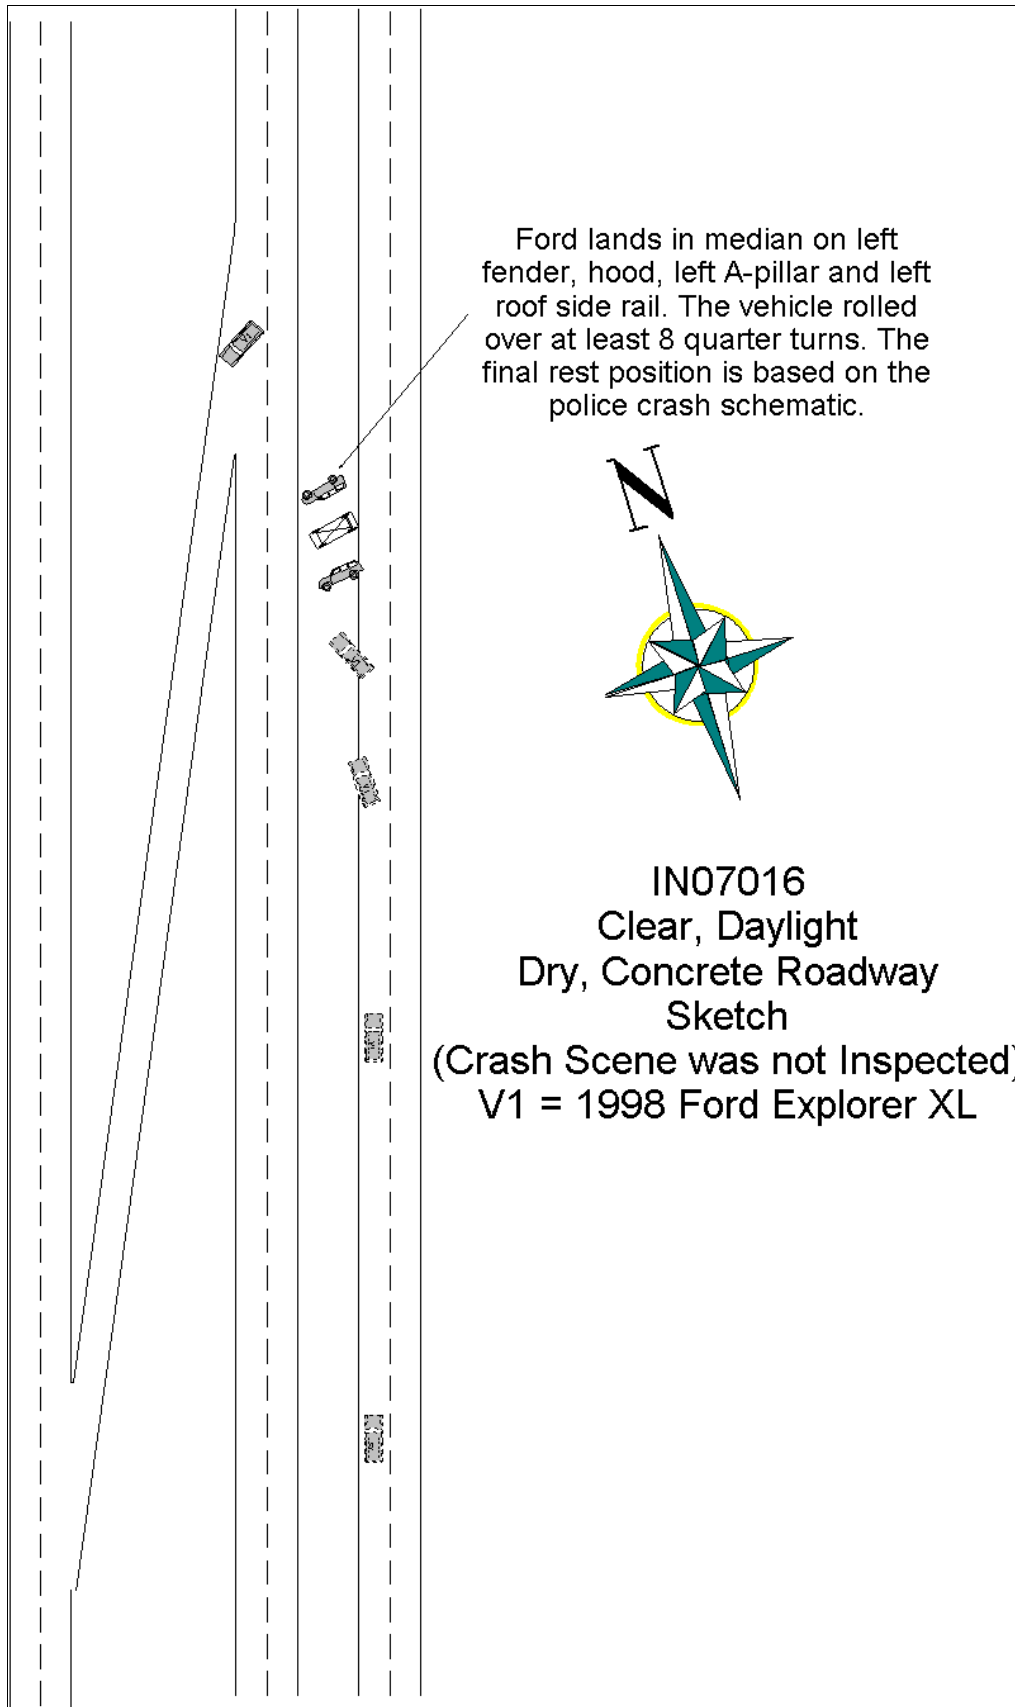 Ford lands in median on left
fender, hood, left A-pillar and left
roof side rail. The vehicle rolled
over at least 8 quarter turns. The
final rest position is based on the
police crash schematic.
N
IN07016
Clear, Daylight
Dry, Concrete Roadway
Sketch
(Crash Scene was not Inspected)
V1 = 1998 Ford Explorer XL